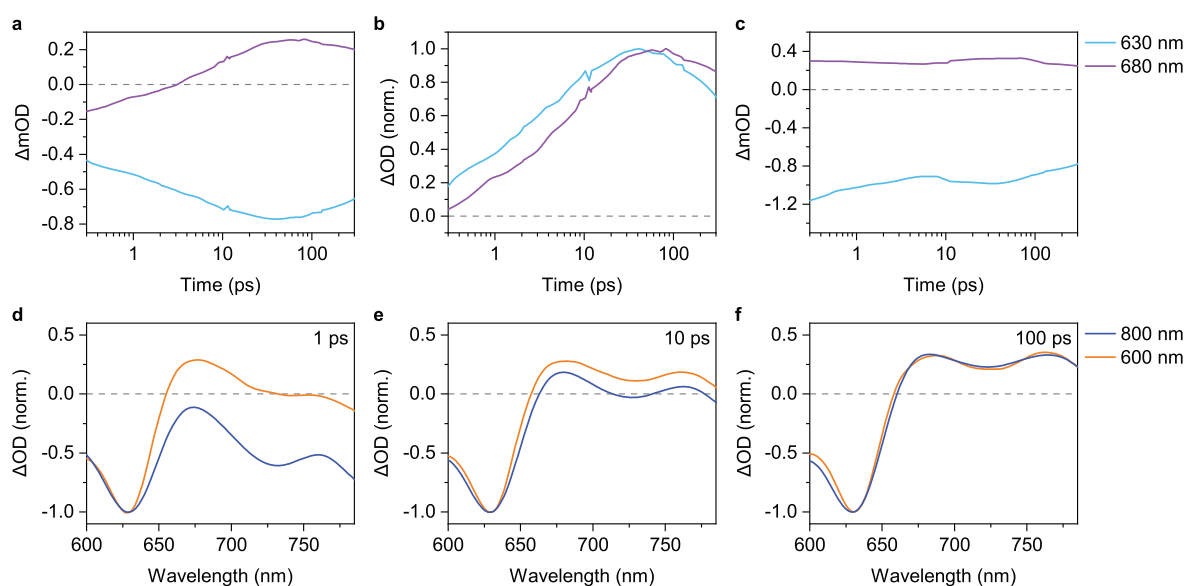 a
ΔmOD
0.2
0.0
-0.2
-0.4
-0.6
-0.8
1
10
100
Time (ps)
b
ΔOD (norm.)
1.0
0.8
0.6
0.4
0.2
0.0
1
10
100
Time (ps)
c
ΔmOD
0.4
0.0
-0.4
-0.8
-1.2
1
10
100
Time (ps)
630 nm
680 nm
d
1 ps
ΔOD (norm.)
0.5
0.0
-0.5
-1.0
600
650
700
750
Wavelength (nm)
e
10 ps
ΔOD (norm.)
0.5
0.0
-0.5
-1.0
600
650
700
750
Wavelength (nm)
f
100 ps
ΔOD (norm.)
0.5
0.0
-0.5
-1.0
600
650
700
750
Wavelength (nm)
800 nm
600 nm